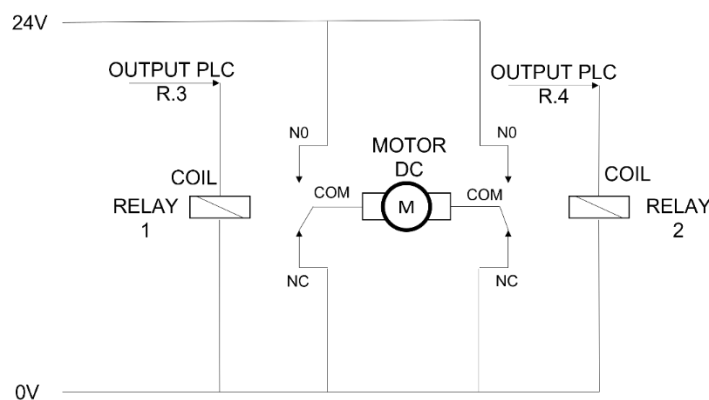 24V
OUTPUT PLC
R.3
OUTPUT PLC
R.4
N0
MOTOR
DC
N0
COIL
COM
COM
COIL
RELAY
1
M
RELAY
2
NC
NC
0V